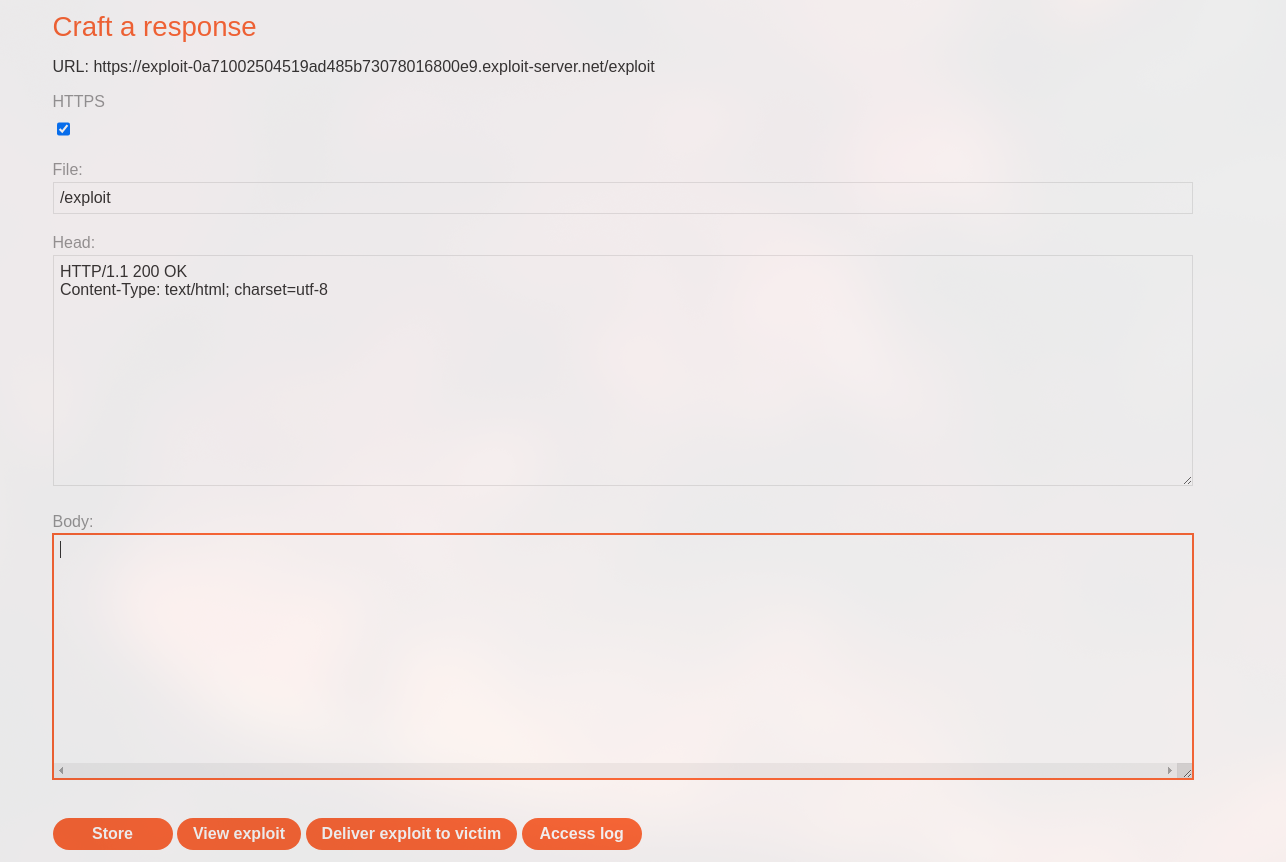 Craft a response
URL: https://exploit-0a71002504519ad485b73078016800e9.exploit-server.net/exploit
HTTPS
File:
/exploit
Head:
HTTP/1.1 200 OK
Content-Type: text/html; charset=utf-8
Body:
Store View exploit Deliver exploit to victim Access log